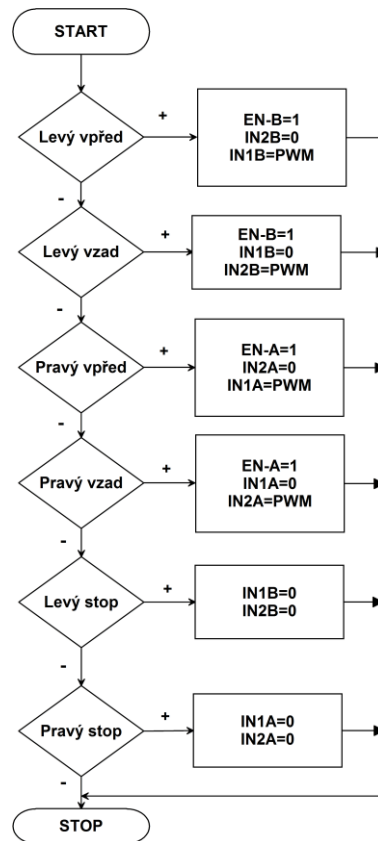 START
Levý vpřed
+
EN-B=1
IN2B=0
IN1B=PWM
-
Levý vzad
+
EN-B=1
IN1B=0
IN2B=PWM
-
Pravý vpřed
+
EN-A=1
IN2A=0
IN1A=PWM
-
Pravý vzad
+
EN-A=1
IN1A=0
IN2A=PWM
-
Levý stop
+
IN1B=0
IN2B=0
-
Pravý stop
+
IN1A=0
IN2A=0
-
STOP